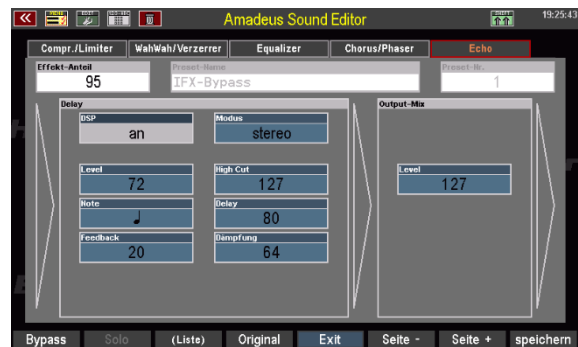 Amadeus Sound Editor
19:25:43
Compr./Limiter WahWah/Verzerrer Equalizer Chorus/Phaser Echo
Effekt-Anteil Preset-Name Preset-Nr.
95 IFX-Bypass 1
Delay Output-Mix
DSP Modus
an stereo
Level High Cut Level
72 127 127
Note Delay
80
Feedback Dämpfung
20 64
Bypass Solo (Liste) Original Exit Seite - Seite + speichern